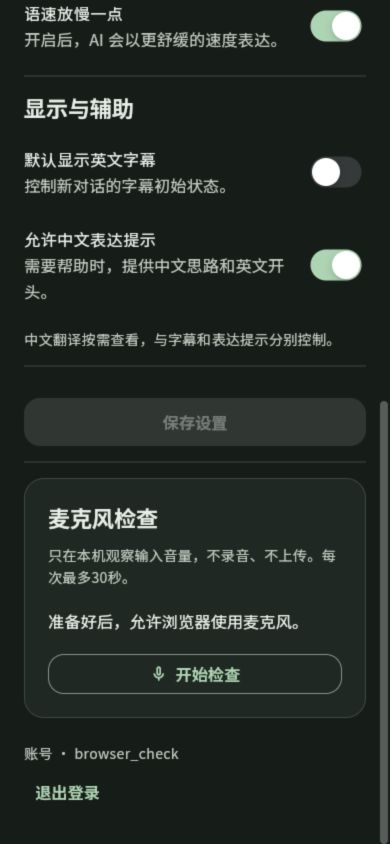 语速放慢一点
开启后，AI 会以更舒缓的速度表达。
显示与辅助
默认显示英文字幕
控制新对话的字幕初始状态。
允许中文表达提示
需要帮助时，提供中文思路和英文开
头。
中文翻译按需查看，与字幕和表达提示分别控制。
保存设置
麦克风检查
只在本机观察输入音量，不录音、不上传。每
次最多30秒。
准备好后，允许浏览器使用麦克风。
开始检查
账号 · browser_check
退出登录